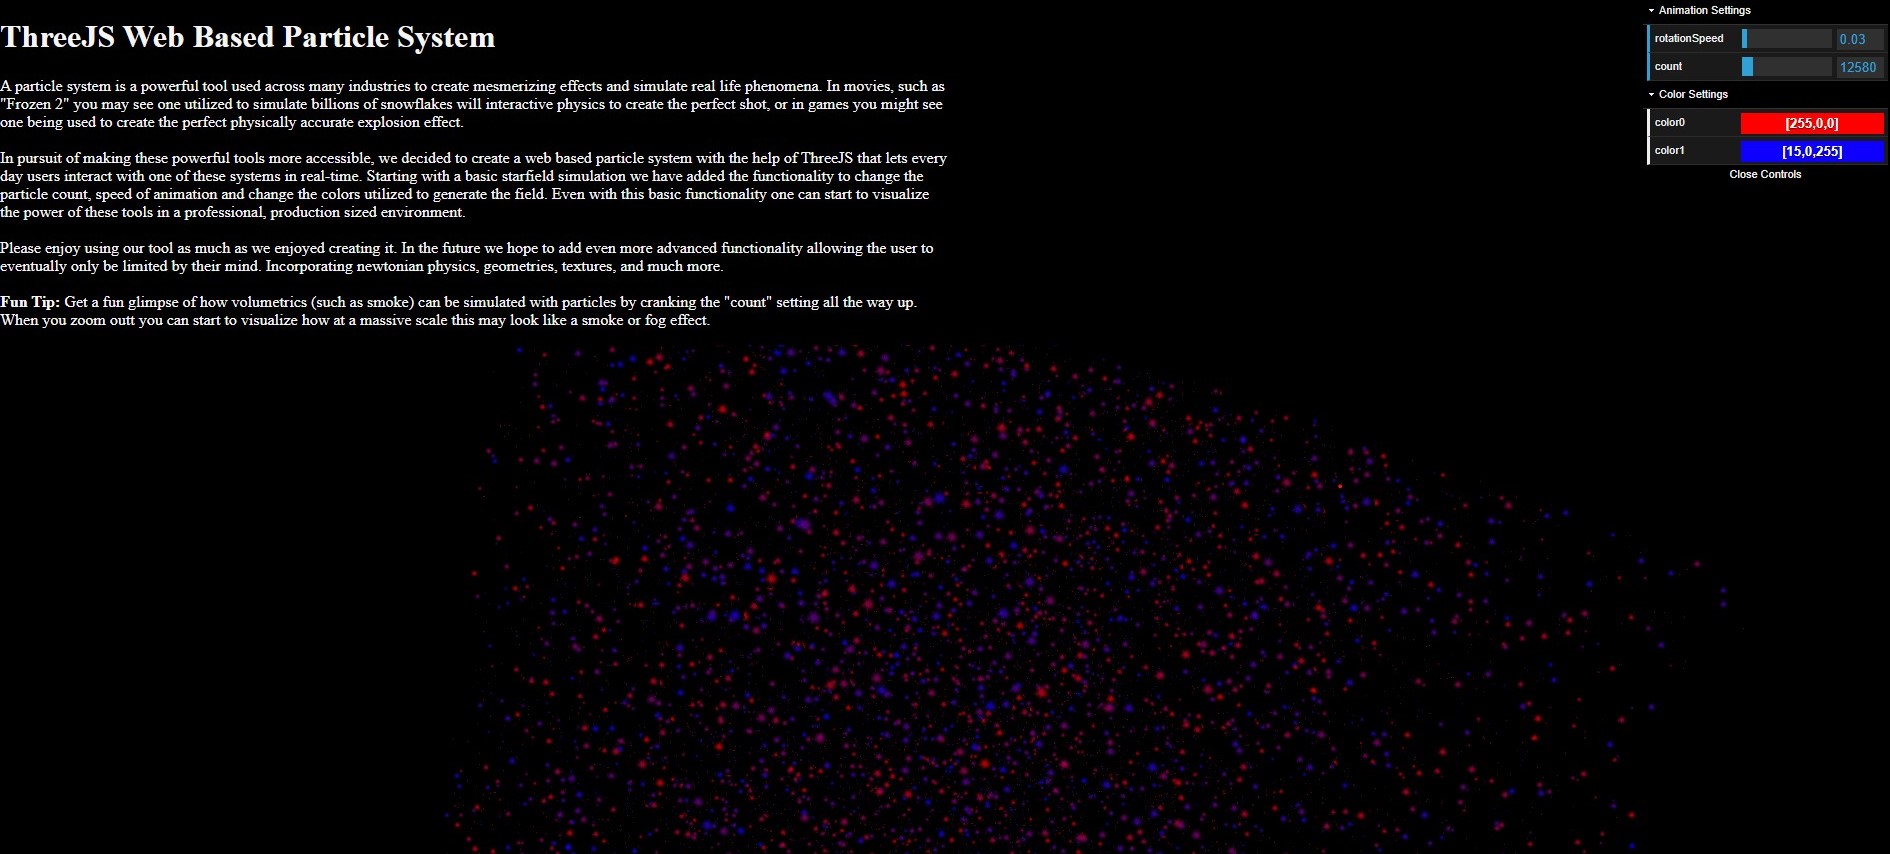 ThreeJS Web Based Particle System
A particle system is a powerful tool used across many industries to create mesmerizing effects and simulate real life phenomena. In movies, such as
"Frozen 2" you may see one utilized to simulate billions of snowflakes will interactive physics to create the perfect shot, or in games you might see
one being used to create the perfect physically accurate explosion effect.
In pursuit of making these powerful tools more accessible, we decided to create a web based particle system with the help of ThreeJS that lets every
day users interact with one of these systems in real-time. Starting with a basic starfield simulation we have added the functionality to change the
particle count, speed of animation and change the colors utilized to generate the field. Even with this basic functionality one can start to visualize
the power of these tools in a professional, production sized environment.
Please enjoy using our tool as much as we enjoyed creating it. In the future we hope to add even more advanced functionality allowing the user to
eventually only be limited by their mind. Incorporating newtonian physics, geometries, textures, and much more.
Fun Tip: Get a fun glimpse of how volumetrics (such as smoke) can be simulated with particles by cranking the "count" setting all the way up.
When you zoom outt you can start to visualize how at a massive scale this may look like a smoke or fog effect.
Animation Settings
rotationSpeed 0.03
count 12580
Color Settings
color0 [255,0,0]
color1 [15,0,255]
Close Controls